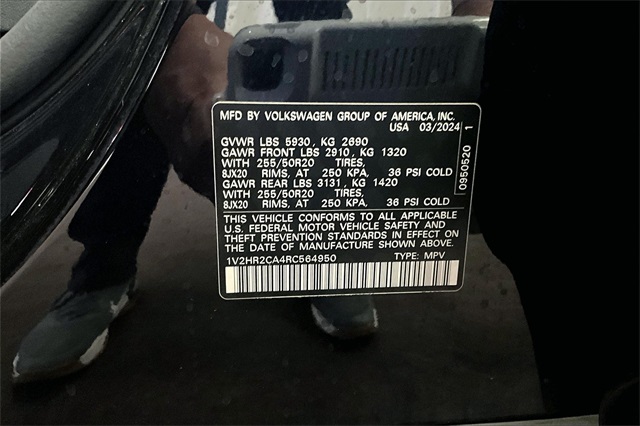 MFD BY VOLKSWAGEN GROUP OF AMERICA, INC.
USA 03/2024
GVWR LBS 5930, KG 2690
GAWR FRONT LBS 2910, KG 1320
WITH 255/50R20 TIRES,
8JX20 RIMS, AT 250 KPA, 36 PSI COLD
GAWR REAR LBS 3131, KG 1420
WITH 255/50R20 TIRES,
8JX20 RIMS, AT 250 KPA, 36 PSI COLD
THIS VEHICLE CONFORMS TO ALL APPLICABLE
U.S. FEDERAL MOTOR VEHICLE SAFETY AND
THEFT PREVENTION STANDARDS IN EFFECT ON
THE DATE OF MANUFACTURE SHOWN ABOVE.
1V2HR2CA4RC564950 TYPE: MPV
0950520 1